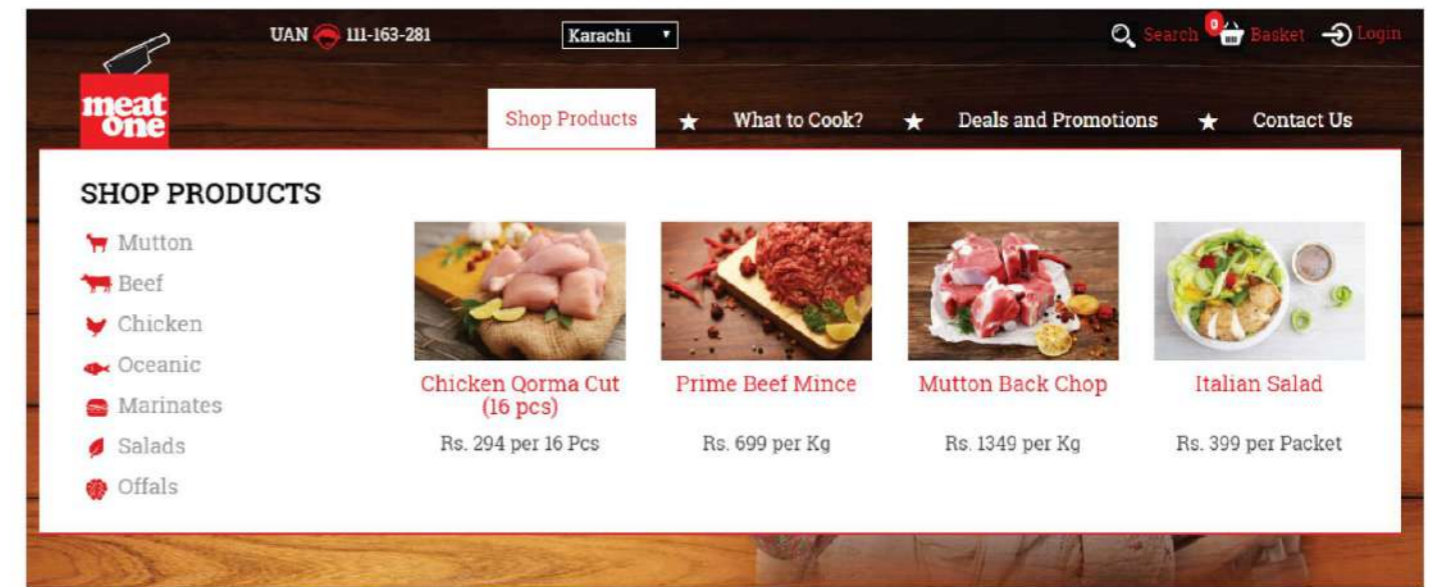 UAN 111-163-281
Karachi
0
Search
Basket
Login
meat
one
Shop Products
What to Cook?
Deals and Promotions
Contact Us
SHOP PRODUCTS
Mutton
Beef
Chicken
Oceanic
Marinates
Salads
Offals
Chicken Qorma Cut
(16 pcs)
Rs. 294 per 16 Pcs
Prime Beef Mince
Rs. 699 per Kg
Mutton Back Chop
Rs. 1349 per Kg
Italian Salad
Rs. 399 per Packet